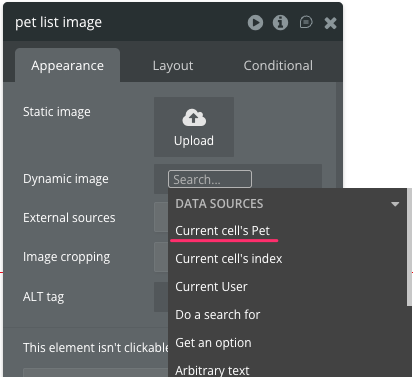 pet list image
Appearance Layout Conditional
Static image
Upload
Dynamic image Search...
DATA SOURCES
External sources
Current cell's Pet
Image cropping
Current cell's index
Current User
ALT tag
Do a search for
This element isn't clickable
Get an option
Arbitrary text